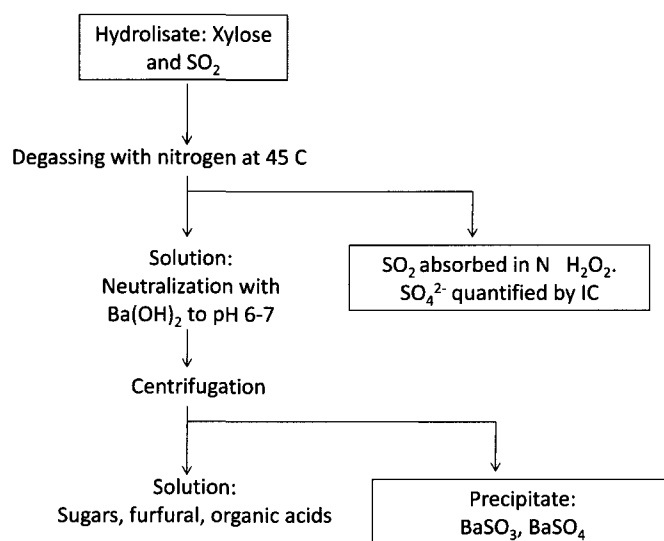 Hydrolisate: Xylose
and SO₂
Degassing with nitrogen at 45 C
Solution:
Neutralization with
Ba(OH)₂ to pH 6-7
SO₂ absorbed in N H₂O₂.
SO₄²⁻ quantified by IC
Centrifugation
Solution:
Sugars, furfural, organic acids
Precipitate:
BaSO₃, BaSO₄